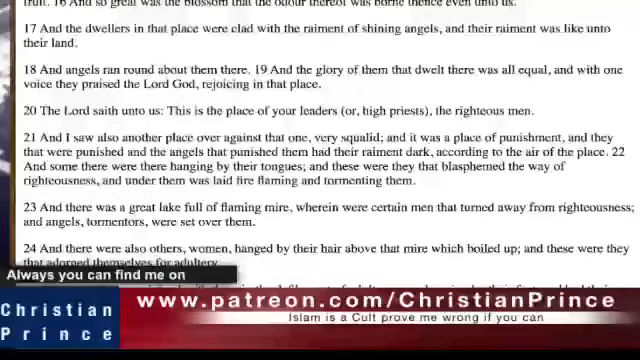 fruit. 16 And so great was the blossom that the odour thereof was borne thence even unto us.
17 And the dwellers in that place were clad with the raiment of shining angels, and their raiment was like unto
their land.
18 And angels ran round about them there. 19 And the glory of them that dwelt there was all equal, and with one
voice they praised the Lord God, rejoicing in that place.
20 The Lord saith unto us: This is the place of your leaders (or, high priests), the righteous men.
21 And I saw also another place over against that one, very squalid; and it was a place of punishment, and they
that were punished and the angels that punished them had their raiment dark, according to the air of the place. 22
And some there were there hanging by their tongues; and these were they that blasphemed the way of
righteousness, and under them was laid fire flaming and tormenting them.
23 And there was a great lake full of flaming mire, wherein were certain men that turned away from righteousness;
and angels, tormentors, were set over them.
24 And there were also others, women, hanged by their hair above that mire which boiled up; and these were they
that adorned themselves for adultery.
Always you can find me on
Christian
Prince
www.patreon.com/ChristianPrince
Islam is a Cult prove me wrong if you can